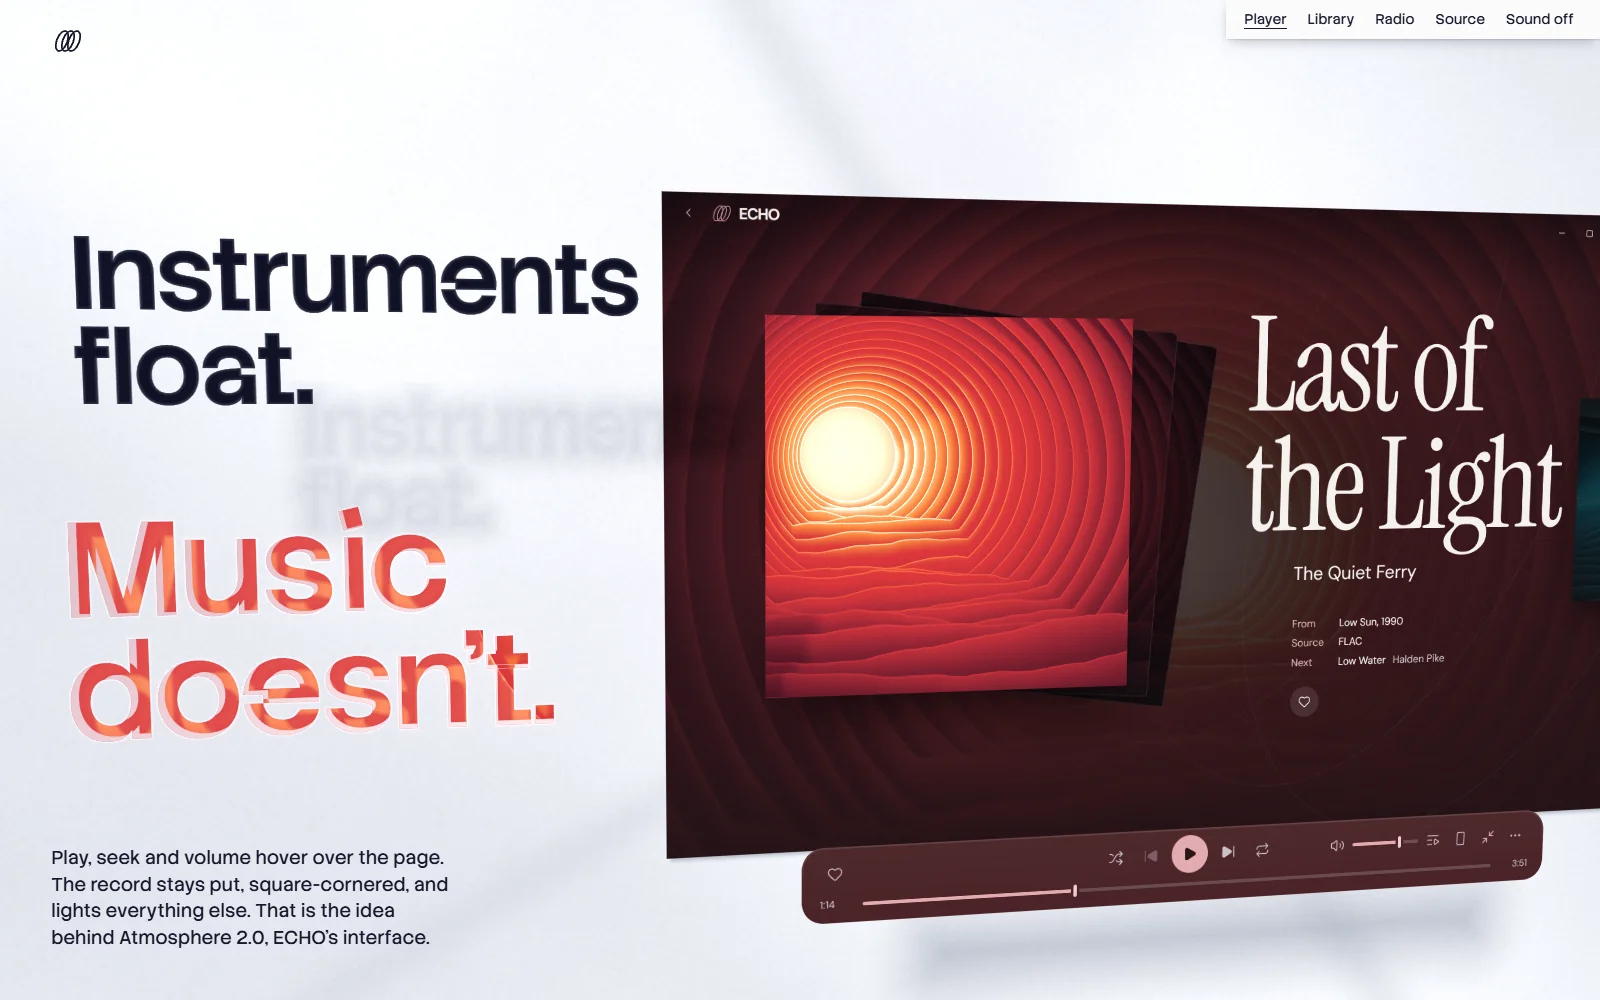 Player Library Radio Source Sound off
ECHO
Instruments
float.
Music
doesn't.
Last of
the Light
The Quiet Ferry
From Low Sun, 1990
Source FLAC
Next Low Water Halden Pike
1:14
3:51
Play, seek and volume hover over the page.
The record stays put, square-cornered, and
lights everything else. That is the idea
behind Atmosphere 2.0, ECHO's interface.